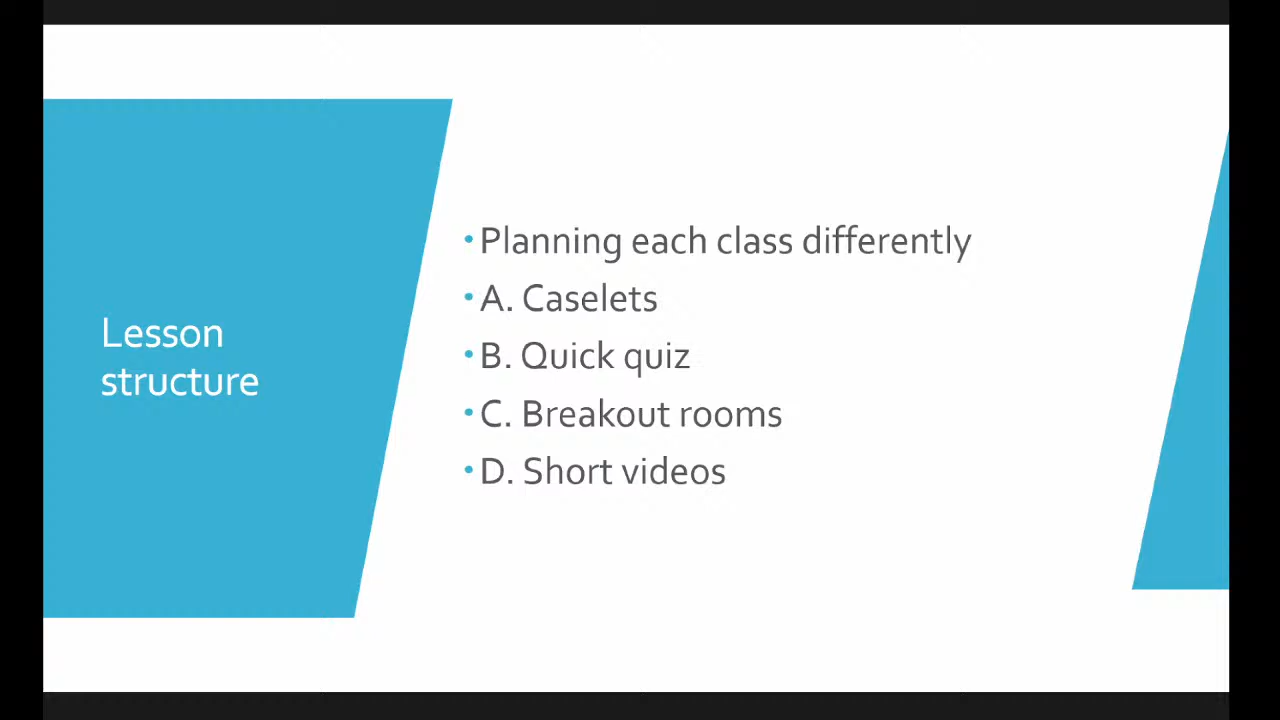 Lesson
structure
• Planning each class differently
• A. Caselets
• B. Quick quiz
• C. Breakout rooms
• D. Short videos